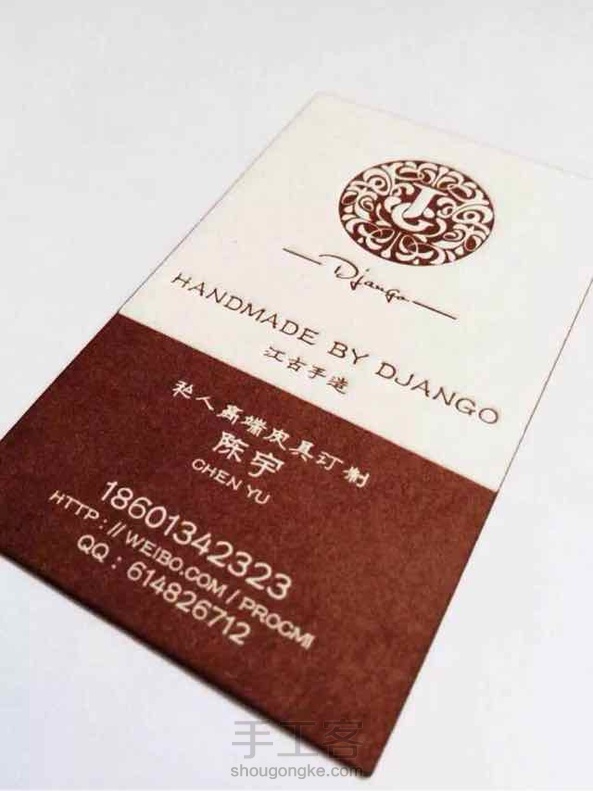 Django
HANDMADE BY DJANGO
江古手造
私人高端皮具订制
陈宇
CHEN YU
18601342323
HTTP://WEIBO.COM/PROGMI
QQ:614826712
手工客
shougongke.com